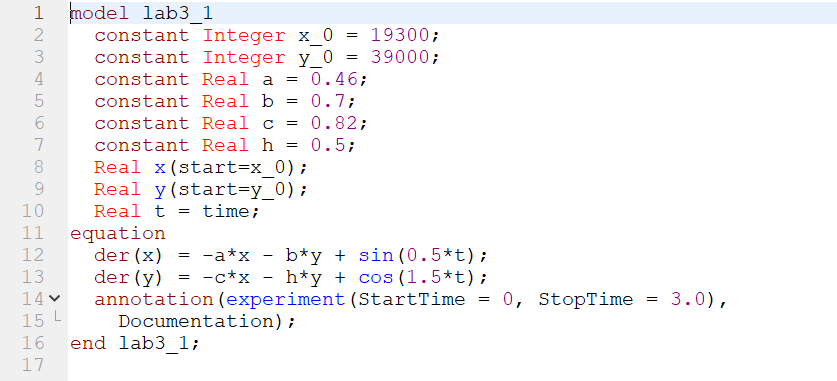 1 model lab3_1
2   constant Integer x_0 = 19300;
3   constant Integer y_0 = 39000;
4   constant Real a = 0.46;
5   constant Real b = 0.7;
6   constant Real c = 0.82;
7   constant Real h = 0.5;
8   Real x(start=x_0);
9   Real y(start=y_0);
10   Real t = time;
11 equation
12   der(x) = -a*x - b*y + sin(0.5*t);
13   der(y) = -c*x - h*y + cos(1.5*t);
14   annotation(experiment(StartTime = 0, StopTime = 3.0),
15     Documentation);
16 end lab3_1;
17